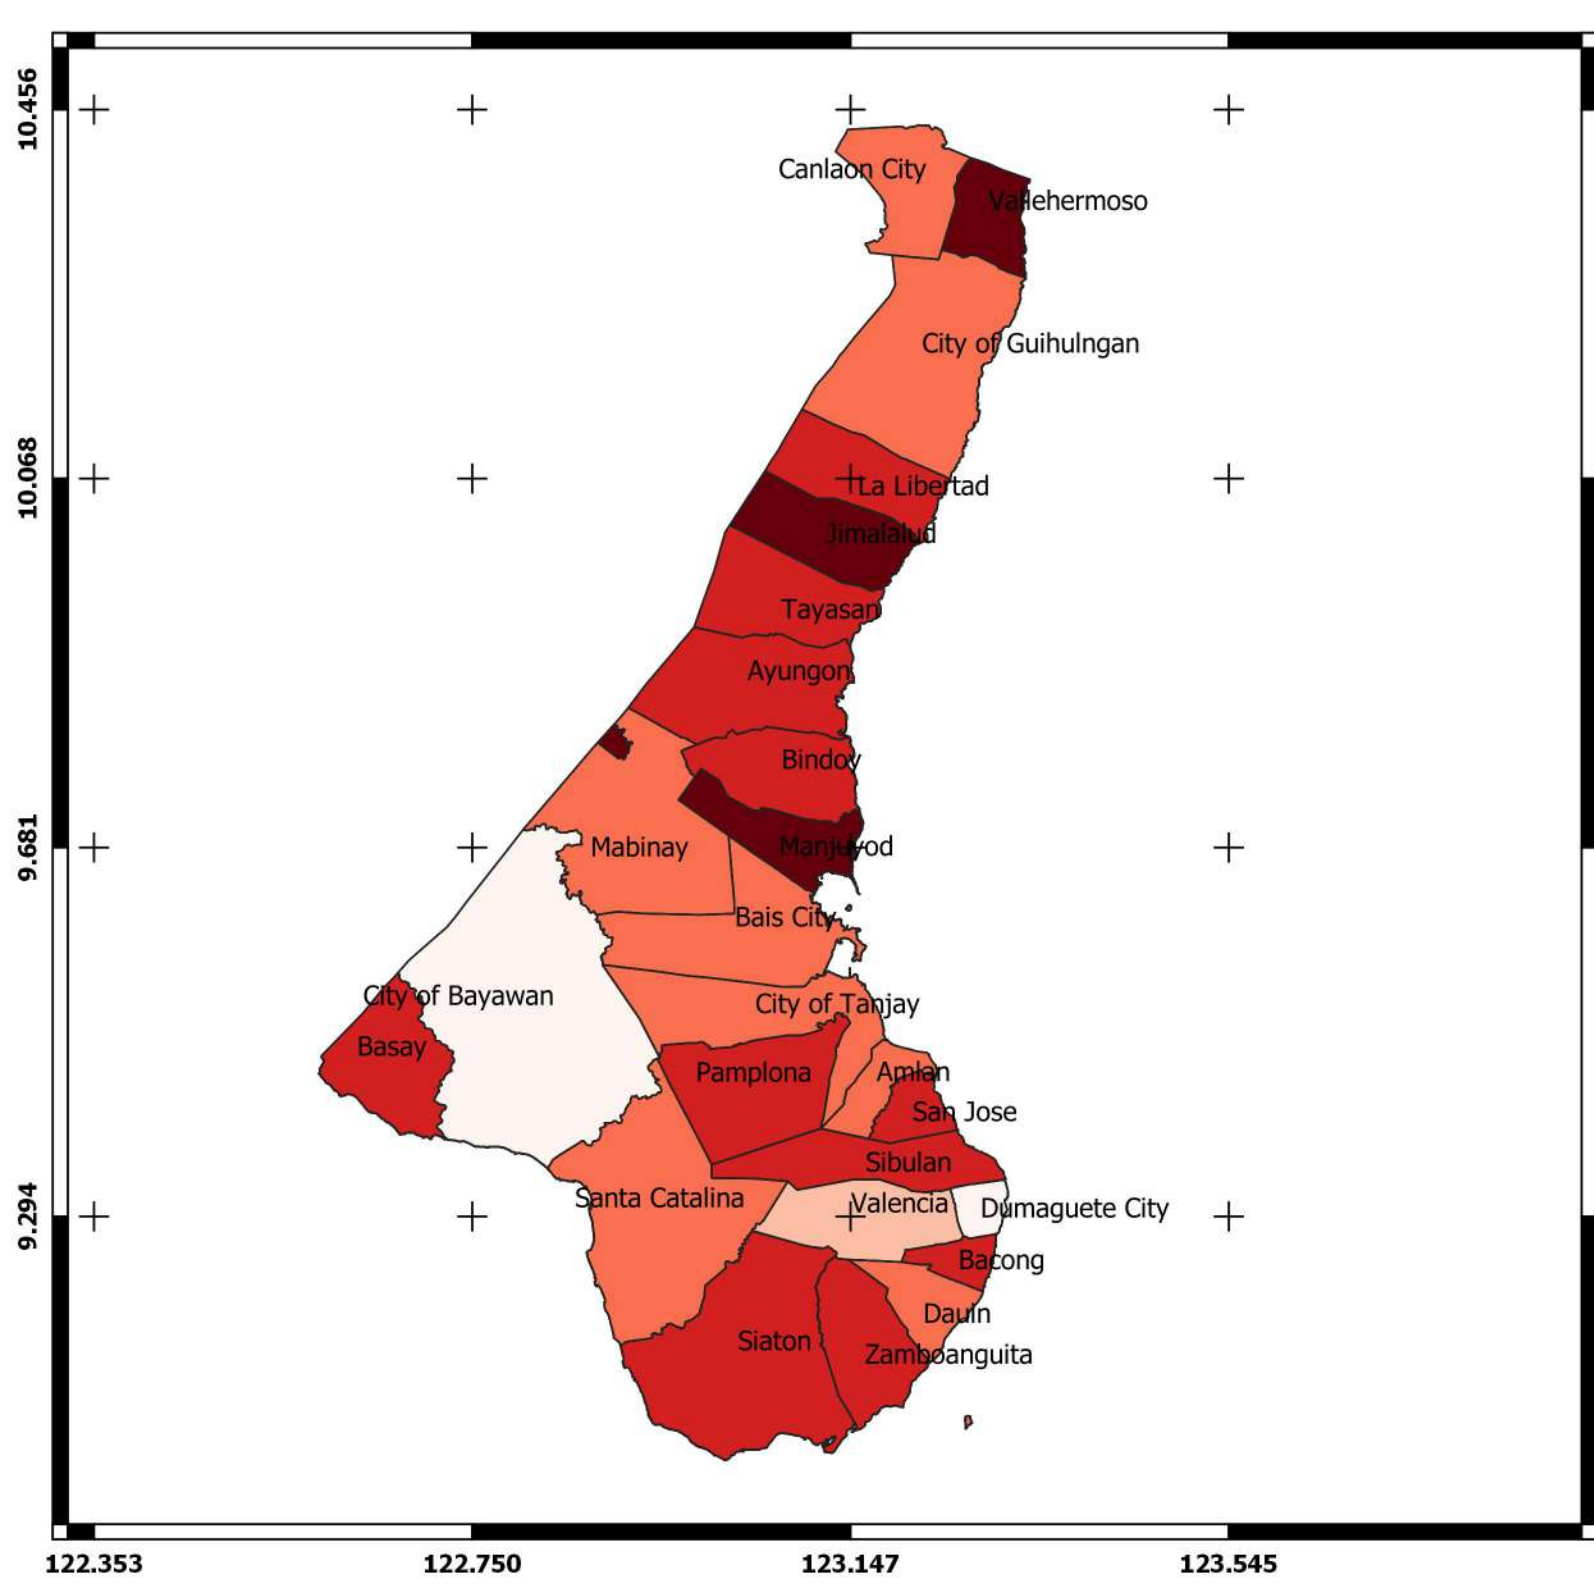 10.456
Canlaon City
Vallehermoso
City of Guihulngan
10.068
La Libertad
Jimalalud
Tayasan
Ayungon
Bindoy
9.681
Mabinay
Manjuyod
Bais City
City of Bayawan
City of Tanjay
Basay
Pamplona
Amlan
San Jose
Sibulan
9.294
Santa Catalina
Valencia
Dumaguete City
Bacong
Dauin
Siaton
Zamboanguita
122.353
122.750
123.147
123.545